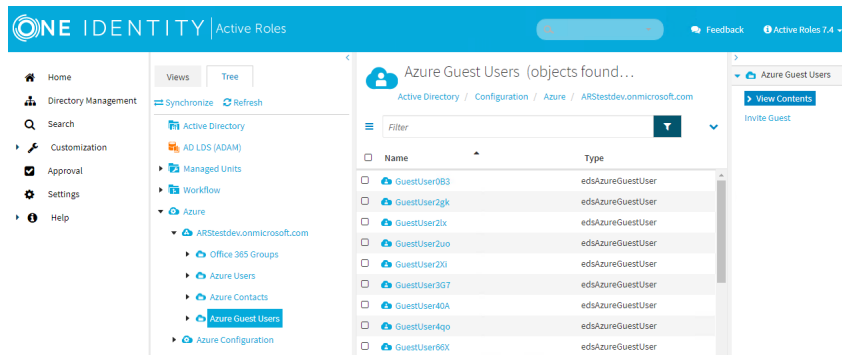 ONE IDENTITY Active Roles
Feedback
Active Roles 7.4
Home
Directory Management
Search
Customization
Approval
Settings
Help
Views
Tree
Synchronize
Refresh
Active Directory
AD LDS (ADAM)
Managed Units
Workflow
Azure
ARStestdev.onmicrosoft.com
Office 365 Groups
Azure Users
Azure Contacts
Azure Guest Users
Azure Configuration
Azure Guest Users (objects found...
Active Directory / Configuration / Azure / ARStestdev.onmicrosoft.com
Filter
Name Type
GuestUser0B3 edsAzureGuestUser
GuestUser2gk edsAzureGuestUser
GuestUser2lx edsAzureGuestUser
GuestUser2uo edsAzureGuestUser
GuestUser2Xi edsAzureGuestUser
GuestUser3G7 edsAzureGuestUser
GuestUser40A edsAzureGuestUser
GuestUser4qo edsAzureGuestUser
GuestUser66X edsAzureGuestUser
Azure Guest Users
View Contents
Invite Guest